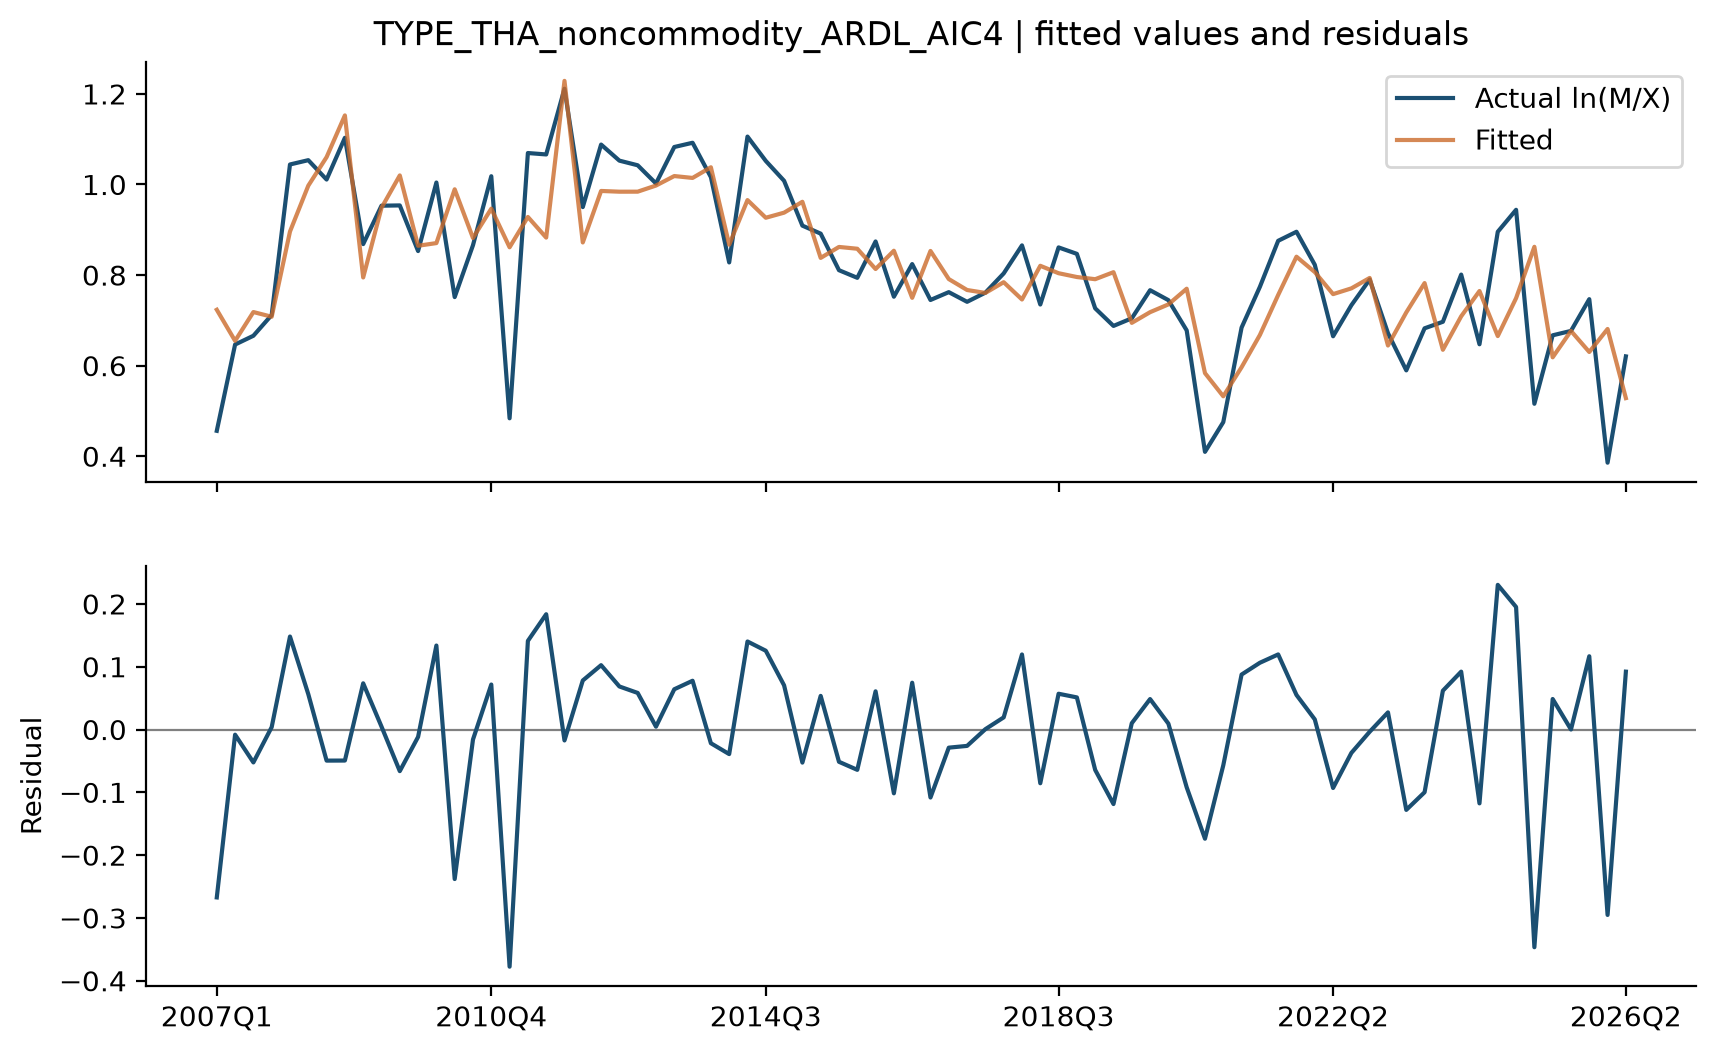 TYPE_THA_noncommodity_ARDL_AIC4 | fitted values and residuals
Actual ln(M/X)
Fitted
1.2
1.0
0.8
0.6
0.4
Residual
0.2
0.1
0.0
−0.1
−0.2
−0.3
−0.4
2007Q1 2010Q4 2014Q3 2018Q3 2022Q2 2026Q2